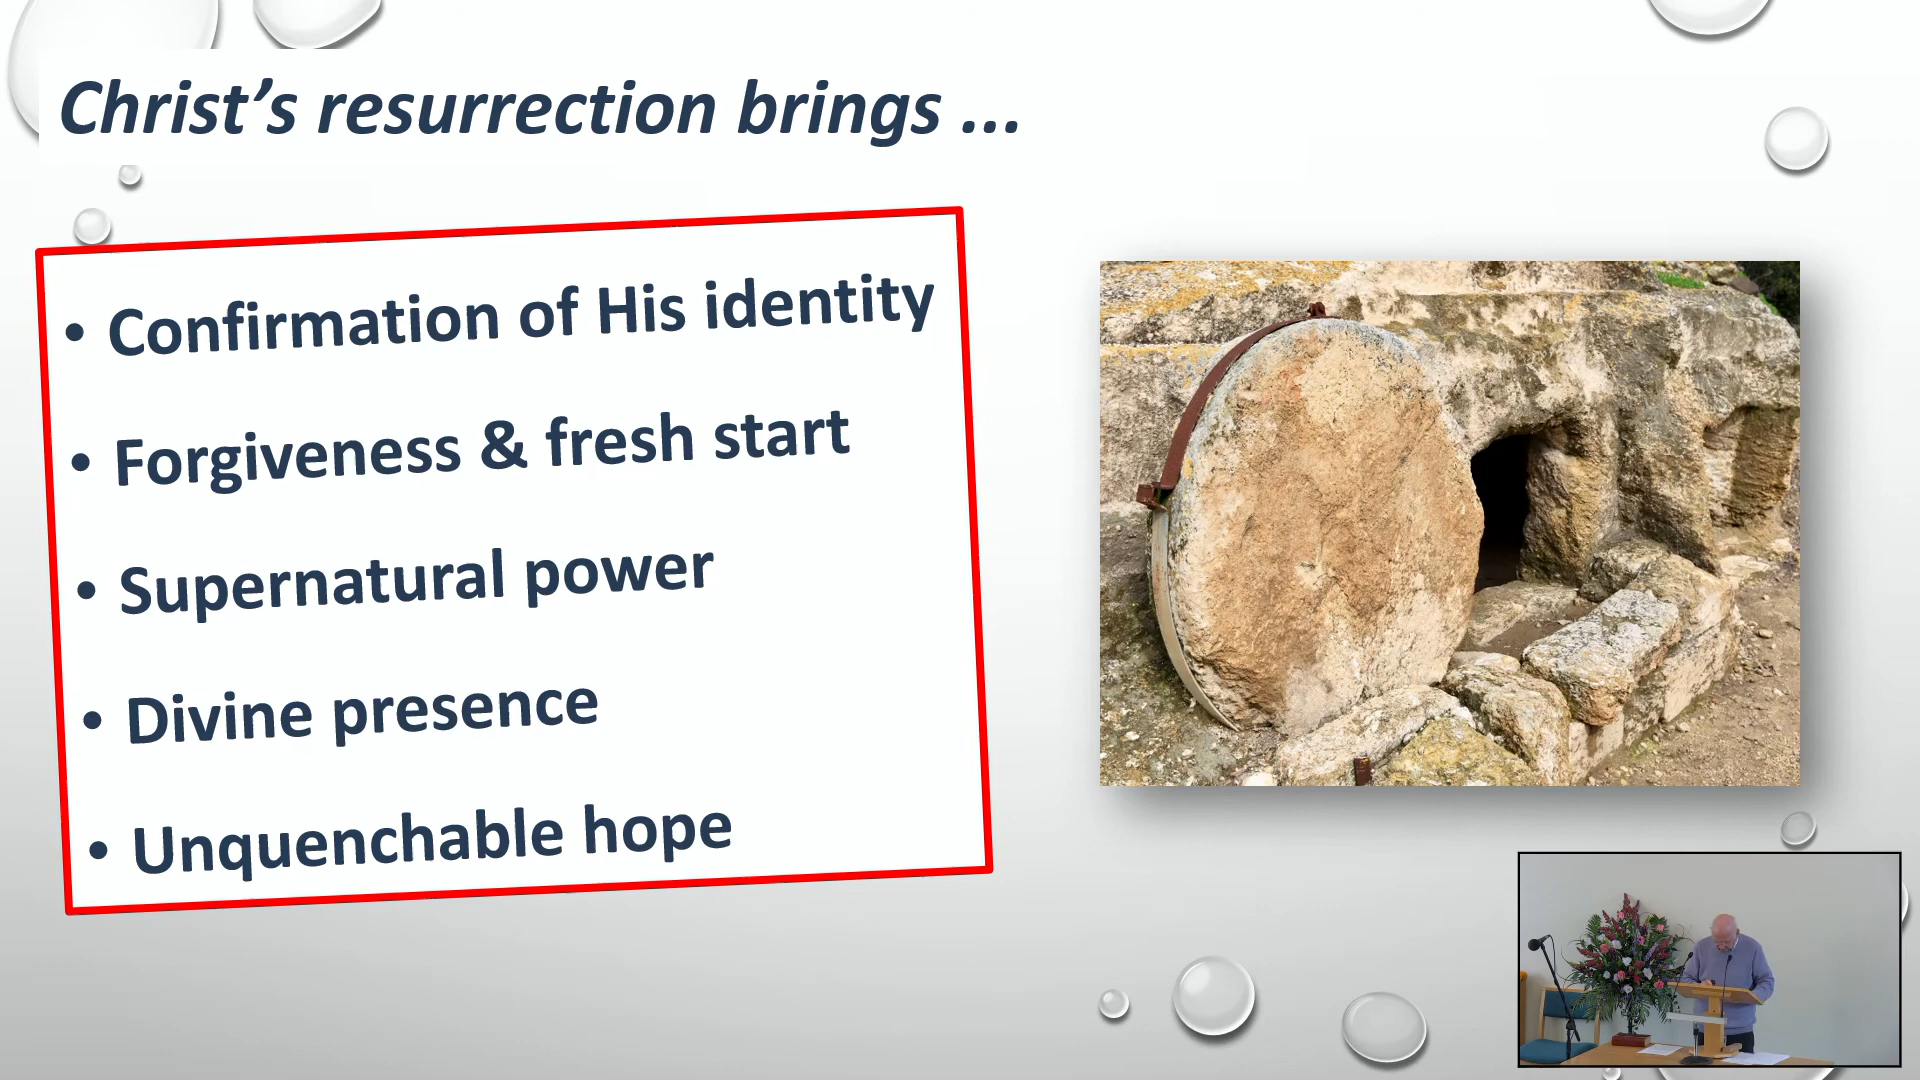 Christ’s resurrection brings ...
• Confirmation of His identity
• Forgiveness & fresh start
• Supernatural power
• Divine presence
• Unquenchable hope